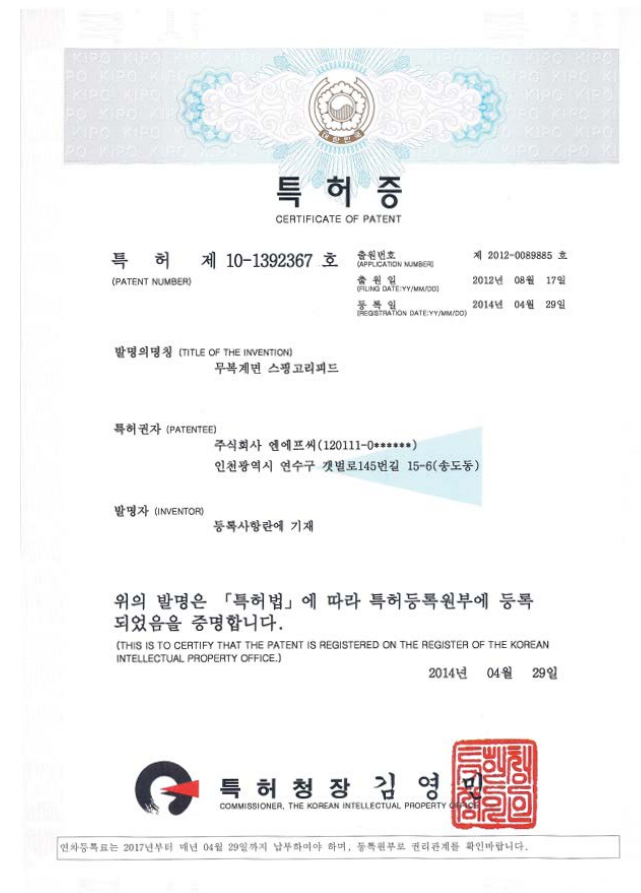 KIPO KIPO KIPO
대한민국
특 허 증
CERTIFICATE OF PATENT
특 허 제 10-1392367 호
(PATENT NUMBER)
출원번호 제 2012-0089885 호
(APPLICATION NUMBER)
출 원 일 2012년 08월 17일
(FILING DATE:YY/MM/DD)
등 록 일 2014년 04월 29일
(REGISTRATION DATE:YY/MM/DD)
발명의명칭 (TITLE OF THE INVENTION)
무복계면 스핑고리피드
특허권자 (PATENTEE)
주식회사 엔에프씨(120111-0******)
인천광역시 연수구 갯벌로145번길 15-6(송도동)
발명자 (INVENTOR)
등록사항란에 기재
위의 발명은 「특허법」에 따라 특허등록원부에 등록
되었음을 증명합니다.
(THIS IS TO CERTIFY THAT THE PATENT IS REGISTERED ON THE REGISTER OF THE KOREAN
INTELLECTUAL PROPERTY OFFICE.)
2014년 04월 29일
특 허 청 장 김 영 민
COMMISSIONER, THE KOREAN INTELLECTUAL PROPERTY OFFICE
연차등록료는 2017년부터 매년 04월 29일까지 납부하여야 하며, 등록원부로 권리관계를 확인바랍니다.